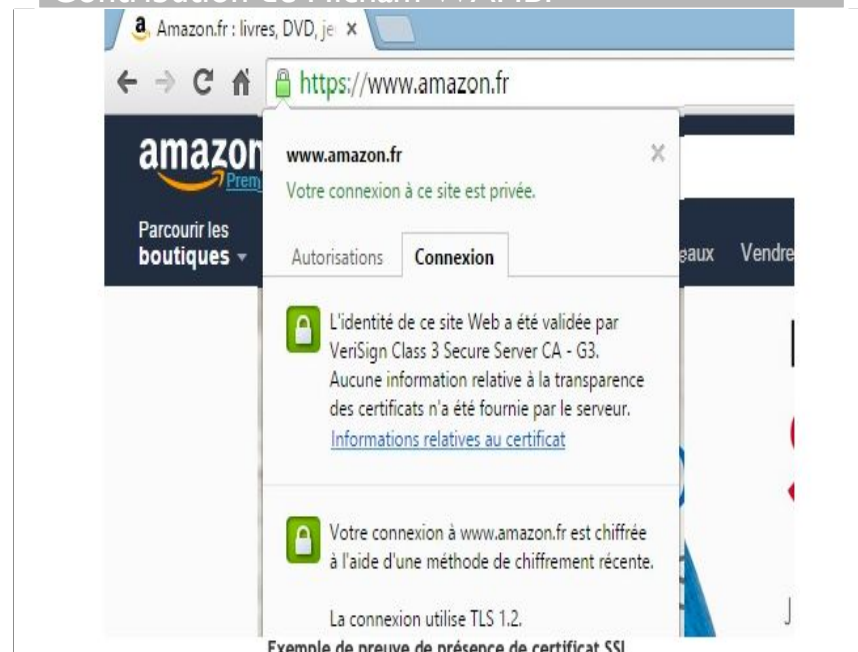 Amazon.fr : livres, DVD, je
https://www.amazon.fr
amazon
Prem
www.amazon.fr
Votre connexion à ce site est privée.
Parcourir les
boutiques
Autorisations Connexion
eaux Vendre
L'identité de ce site Web a été validée par
VeriSign Class 3 Secure Server CA - G3.
Aucune information relative à la transparence
des certificats n'a été fournie par le serveur.
Informations relatives au certificat
Votre connexion à www.amazon.fr est chiffrée
à l'aide d'une méthode de chiffrement récente.
J
La connexion utilise TLS 1.2.
Exemple de preuve de présence de certificat SSL